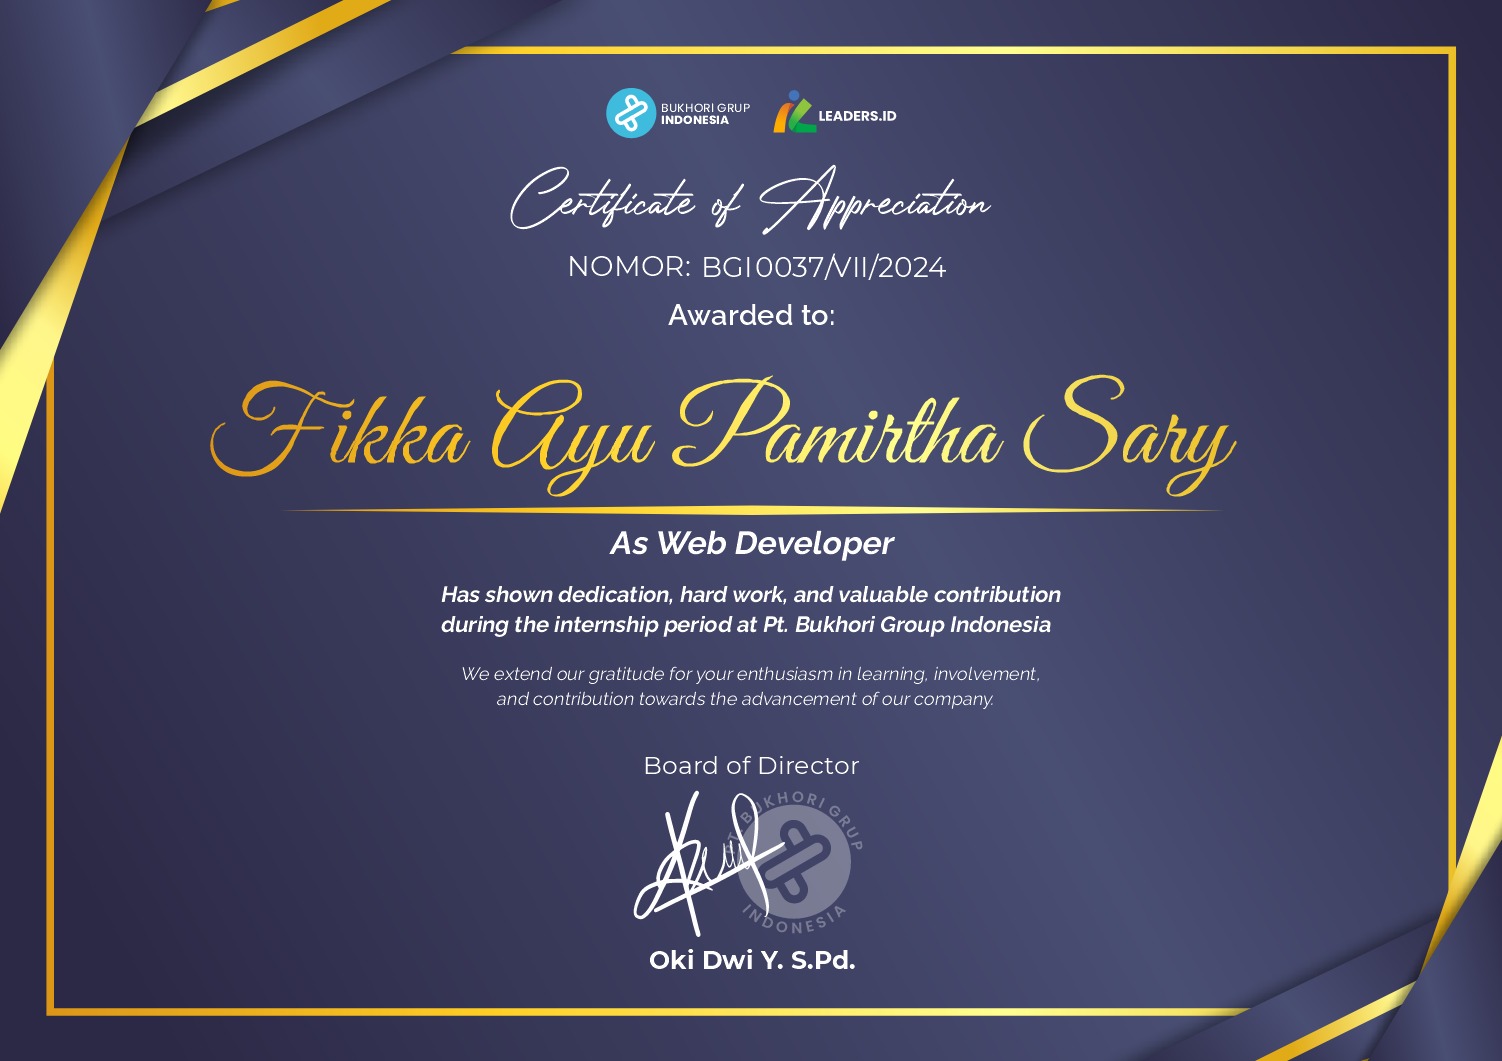 BUKHORI GRUP
INDONESIA
LEADERS.ID
Certificate of Appreciation
NOMOR: BGI0037/VII/2024
Awarded to:
Fikka Ayu Pamirtha Sary
As Web Developer
Has shown dedication, hard work, and valuable contribution
during the internship period at Pt. Bukhori Group Indonesia
We extend our gratitude for your enthusiasm in learning, involvement,
and contribution towards the advancement of our company.
Board of Director
PT BUKHORI GRUP
INDONESIA
Oki Dwi Y. S.Pd.